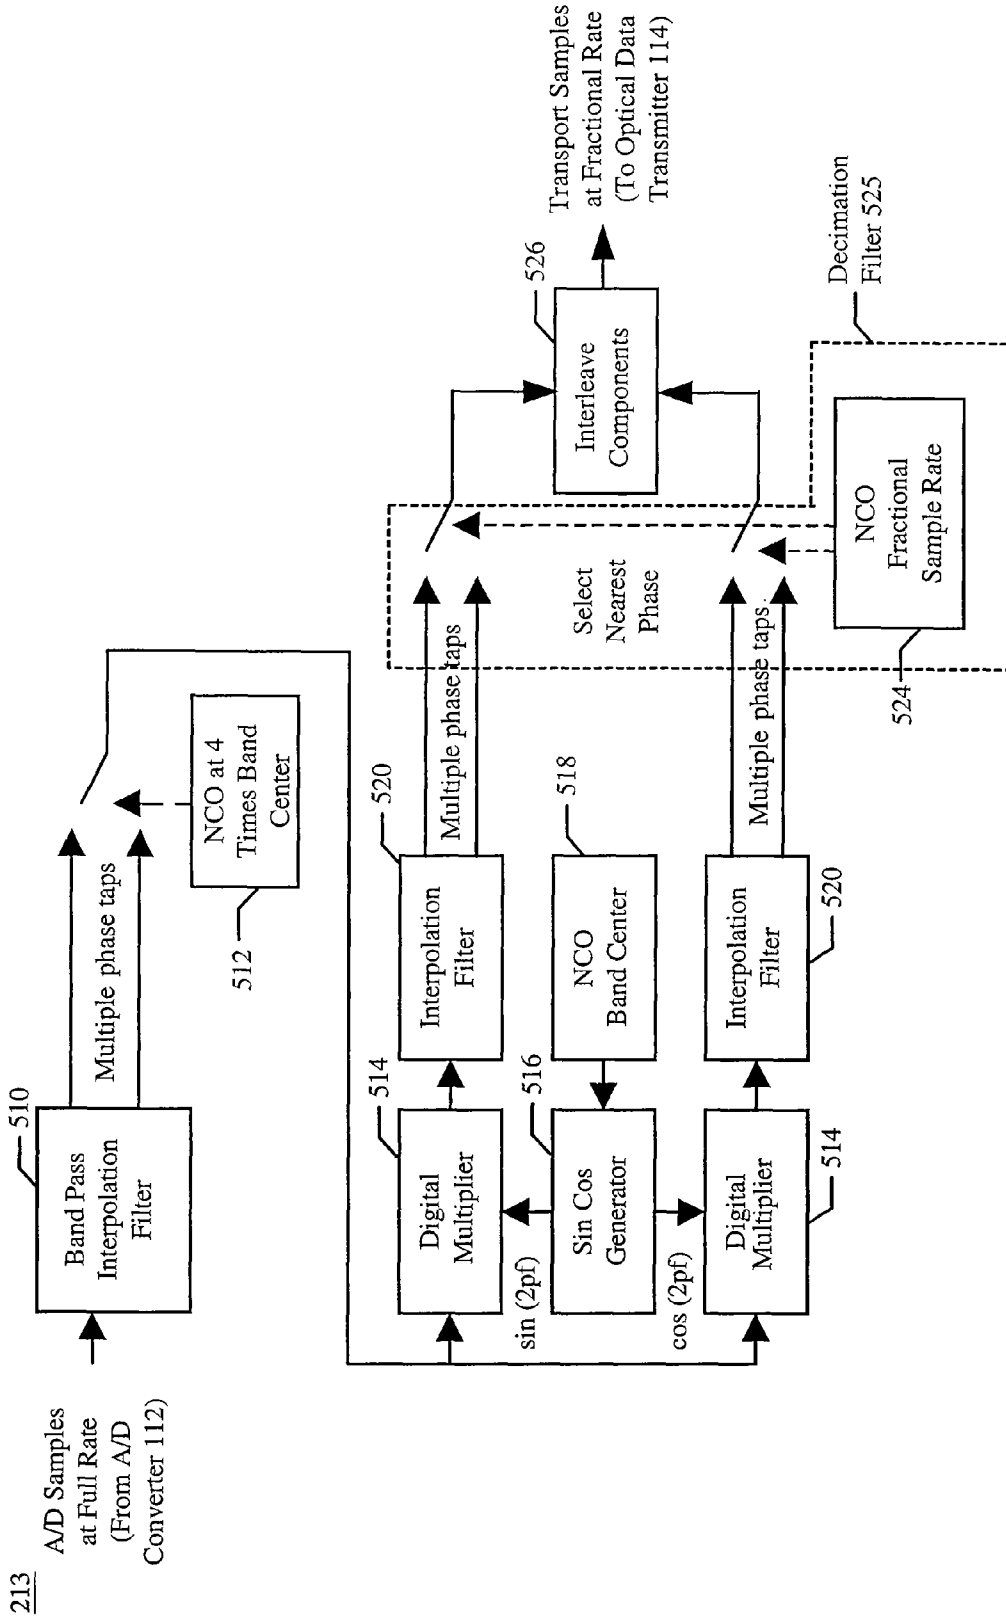 213
A/D Samples
at Full Rate
(From A/D
Converter 112)
510
Band Pass
Interpolation
Filter
Multiple phase taps
NCO at 4
Times Band
Center
512
514
Digital
Multiplier
sin (2pf)
516
Sin Cos
Generator
cos (2pf)
Digital
Multiplier
514
520
Interpolation
Filter
518
NCO
Band Center
Interpolation
Filter
520
Multiple phase taps
Multiple phase taps
Select
Nearest
Phase
524
NCO
Fractional
Sample Rate
Decimation
Filter 525
526
Interleave
Components
Transport Samples
at Fractional Rate
(To Optical Data
Transmitter 114)